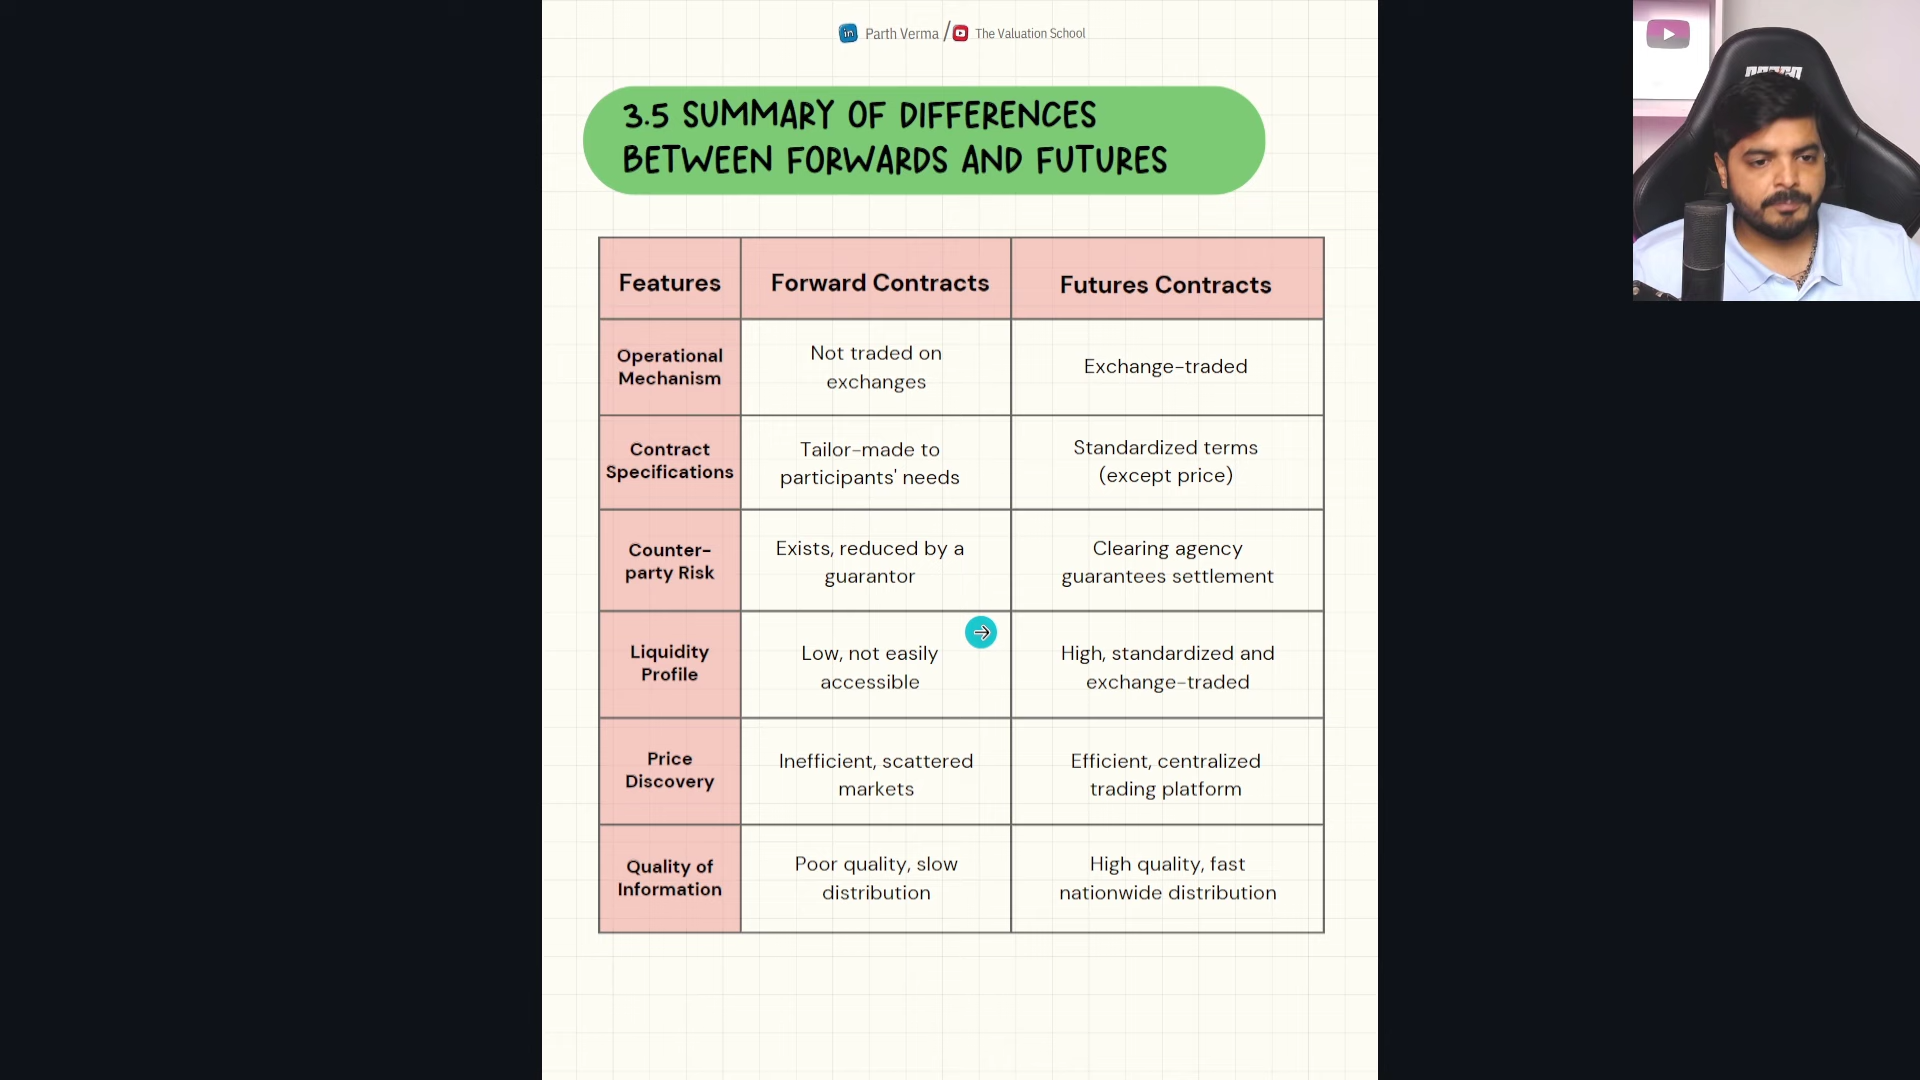 in Parth Verma / The Valuation School
3.5 SUMMARY OF DIFFERENCES
BETWEEN FORWARDS AND FUTURES
Features
Forward Contracts
Futures Contracts
Operational
Mechanism
Not traded on
exchanges
Exchange-traded
Contract
Specifications
Tailor-made to
participants' needs
Standardized terms
(except price)
Counter-
party Risk
Exists, reduced by a
guarantor
Clearing agency
guarantees settlement
Liquidity
Profile
Low, not easily
accessible
High, standardized and
exchange-traded
Price
Discovery
Inefficient, scattered
markets
Efficient, centralized
trading platform
Quality of
Information
Poor quality, slow
distribution
High quality, fast
nationwide distribution